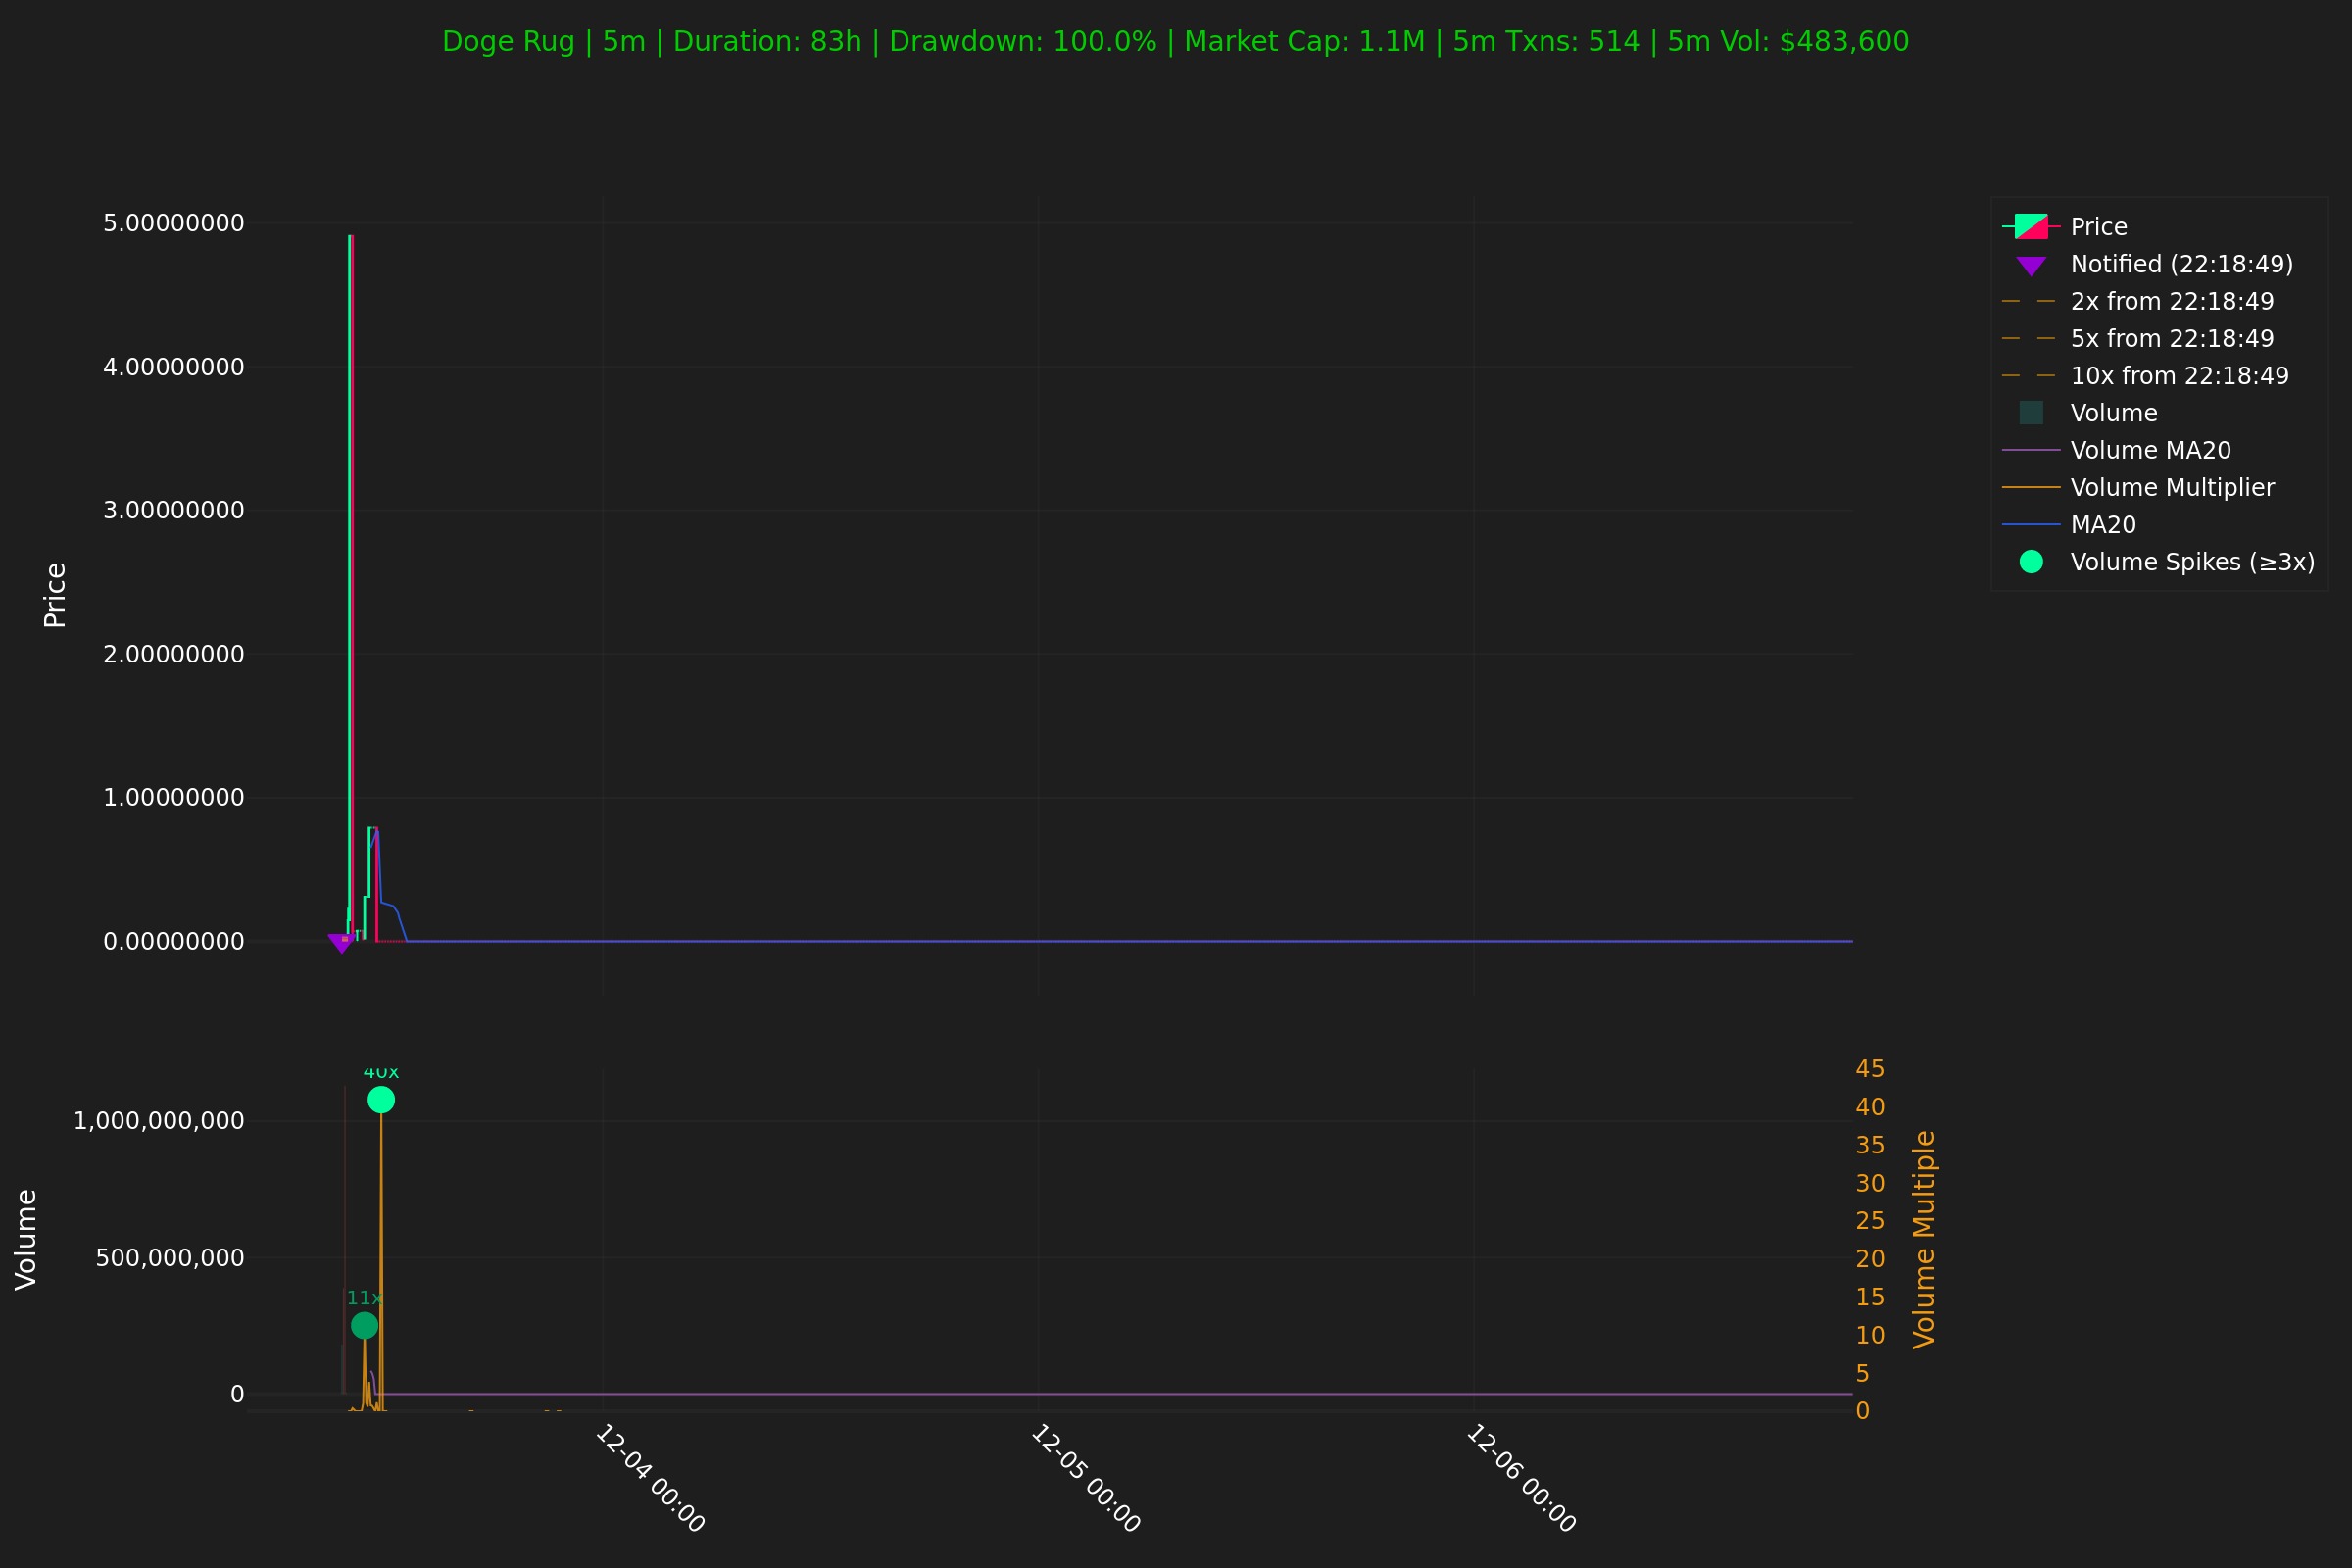 Doge Rug | 5m | Duration: 83h | Drawdown: 100.0% | Market Cap: 1.1M | 5m Txns: 514 | 5m Vol: $483,600
Price
5.00000000
4.00000000
3.00000000
2.00000000
1.00000000
0.00000000
Price
Notified (22:18:49)
2x from 22:18:49
5x from 22:18:49
10x from 22:18:49
Volume
Volume MA20
Volume Multiplier
MA20
Volume Spikes (≥3x)
Volume
1,000,000,000
500,000,000
0
40x
11x
45
40
35
30
25
20
15
10
5
0
Volume Multiple
12-04 00:00
12-05 00:00
12-06 00:00